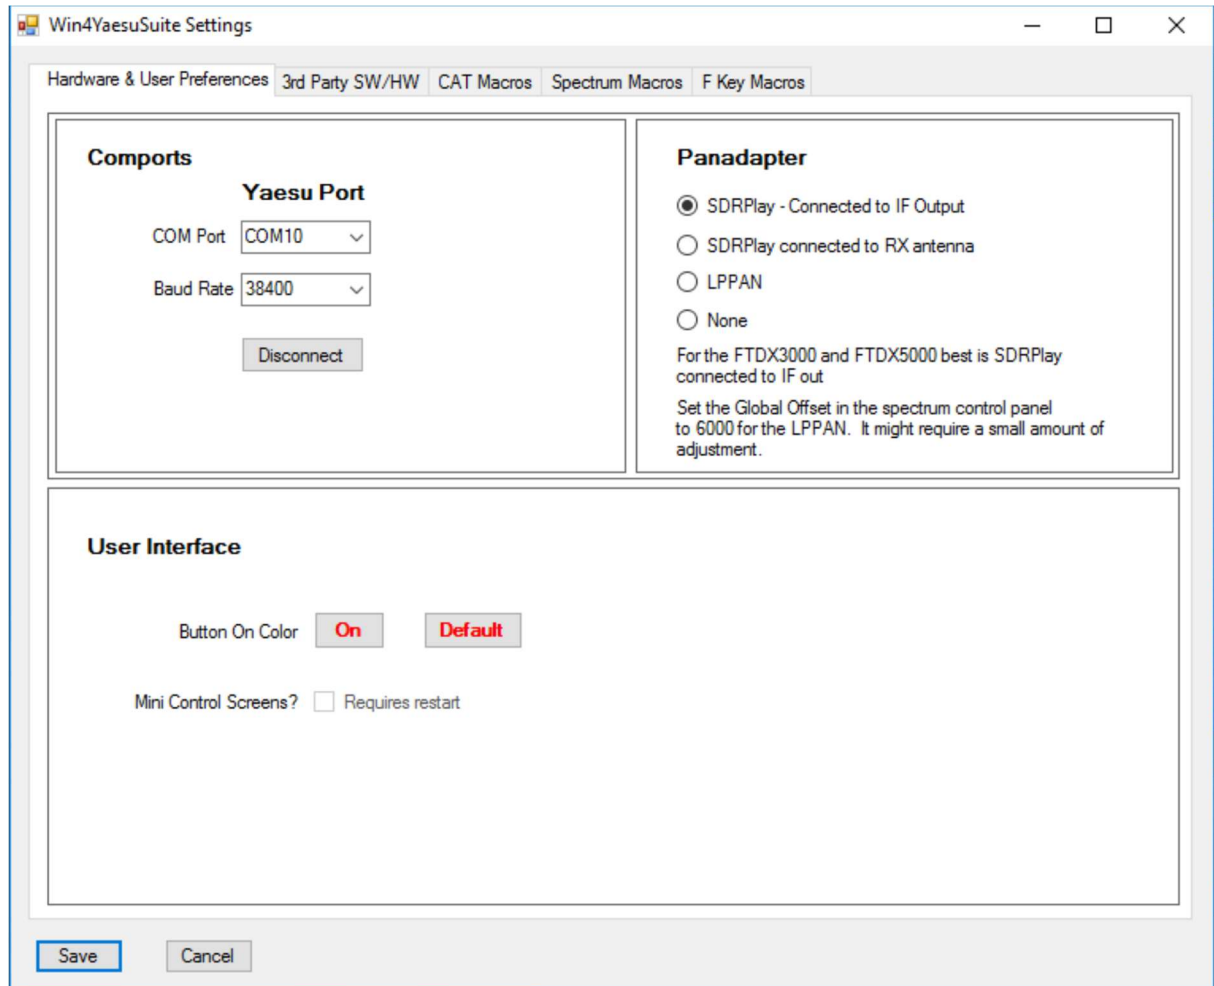 Win4YaesuSuite Settings
Hardware & User Preferences 3rd Party SW/HW CAT Macros Spectrum Macros F Key Macros
Comports
Yaesu Port
COM Port COM10
Baud Rate 38400
Disconnect
Panadapter
SDRPlay - Connected to IF Output
SDRPlay connected to RX antenna
LPPAN
None
For the FTDX3000 and FTDX5000 best is SDRPlay
connected to IF out
Set the Global Offset in the spectrum control panel
to 6000 for the LPPAN. It might require a small amount of
adjustment.
User Interface
Button On Color On Default
Mini Control Screens? Requires restart
Save Cancel